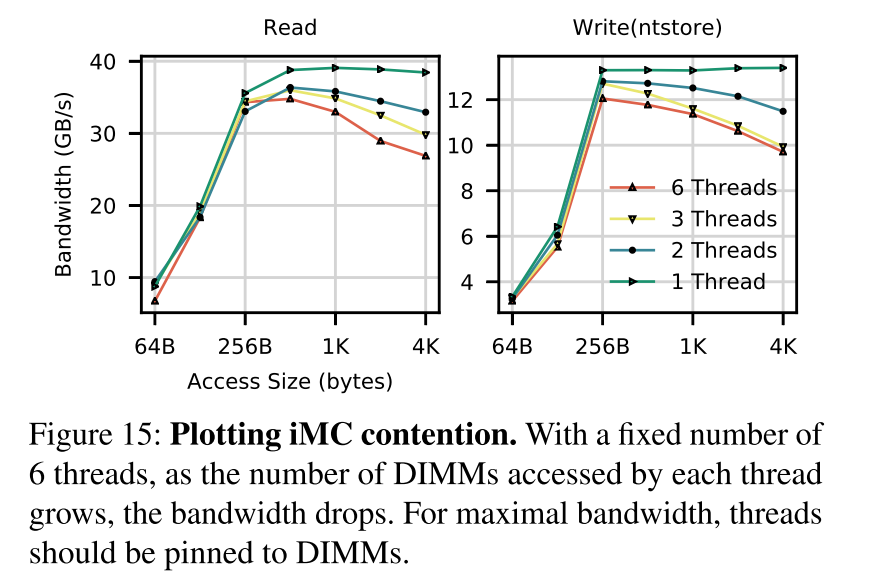 Read
Write(ntstore)
Bandwidth (GB/s)
40
30
20
10
12
10
8
6
4
6 Threads
3 Threads
2 Threads
1 Thread
64B
256B
1K
4K
64B
256B
1K
4K
Access Size (bytes)
Figure 15: Plotting iMC contention. With a fixed number of
6 threads, as the number of DIMMs accessed by each thread
grows, the bandwidth drops. For maximal bandwidth, threads
should be pinned to DIMMs.